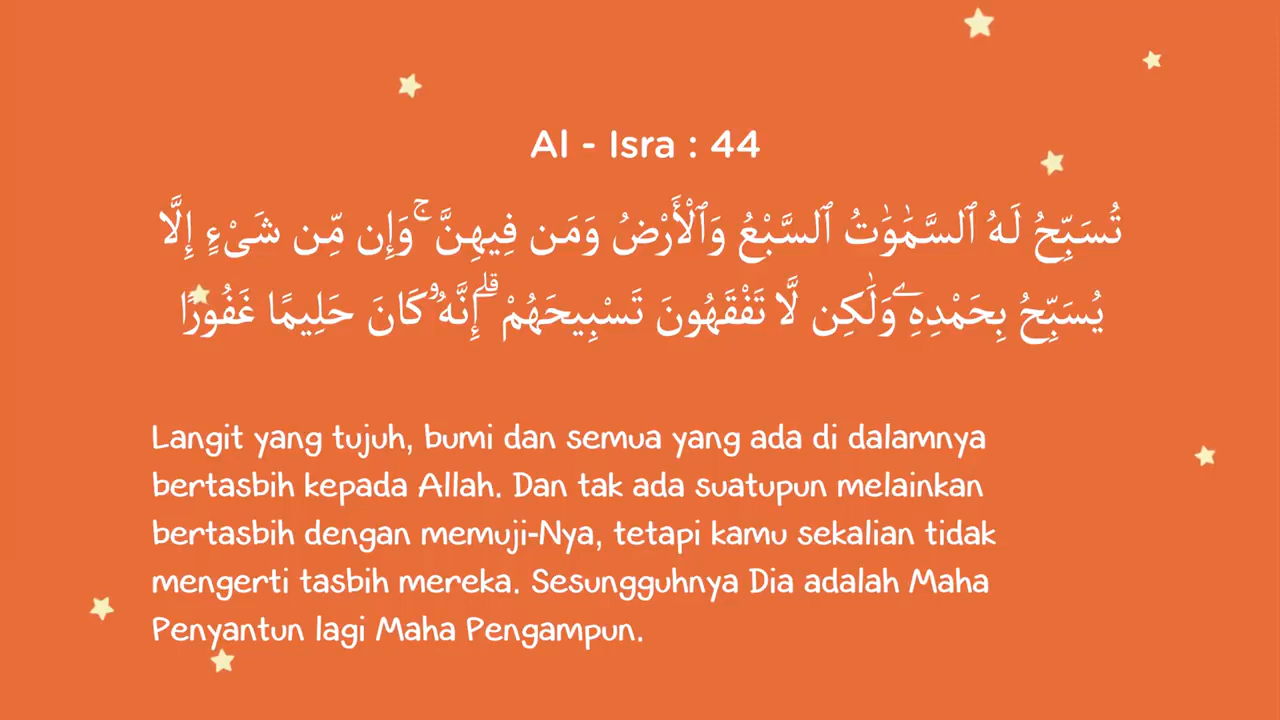 Al - Isra : 44
تُسَبِّحُ لَهُ ٱلسَّمَٰوَٰتُ ٱلسَّبْعُ وَٱلْأَرْضُ وَمَن فِيهِنَّ ۚ وَإِن مِّن شَىْءٍ إِلَّا
يُسَبِّحُ بِحَمْدِهِۦ وَلَٰكِن لَّا تَفْقَهُونَ تَسْبِيحَهُمْ ۗ إِنَّهُۥ كَانَ حَلِيمًا غَفُورًا
Langit yang tujuh, bumi dan semua yang ada di dalamnya
bertasbih kepada Allah. Dan tak ada suatupun melainkan
bertasbih dengan memuji-Nya, tetapi kamu sekalian tidak
mengerti tasbih mereka. Sesungguhnya Dia adalah Maha
Penyantun lagi Maha Pengampun.